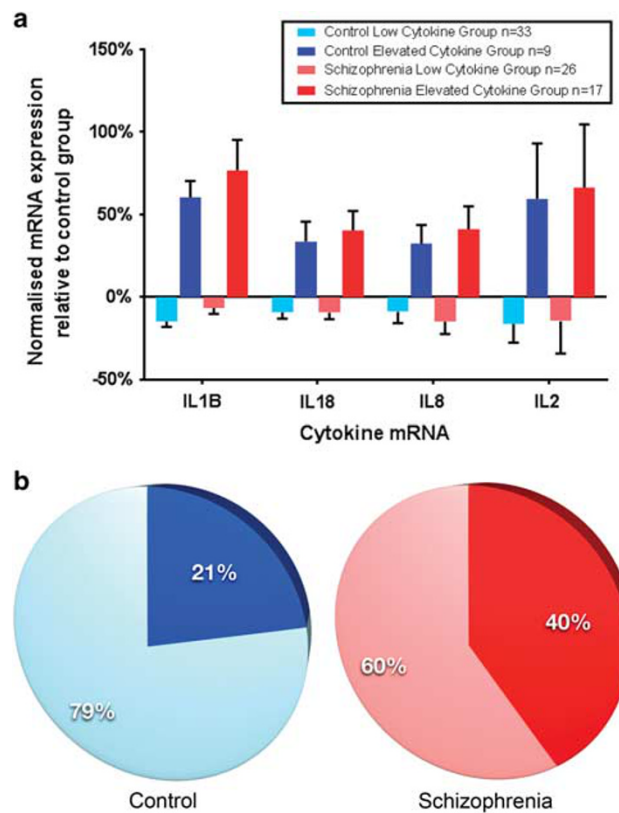 a
Control Low Cytokine Group n=33
Control Elevated Cytokine Group n=9
Schizophrenia Low Cytokine Group n=26
Schizophrenia Elevated Cytokine Group n=17
Normalised mRNA expression
relative to control group
150%
100%
50%
0%
-50%
IL1B IL18 IL8 IL2
Cytokine mRNA
b
21%
79%
40%
60%
Control Schizophrenia